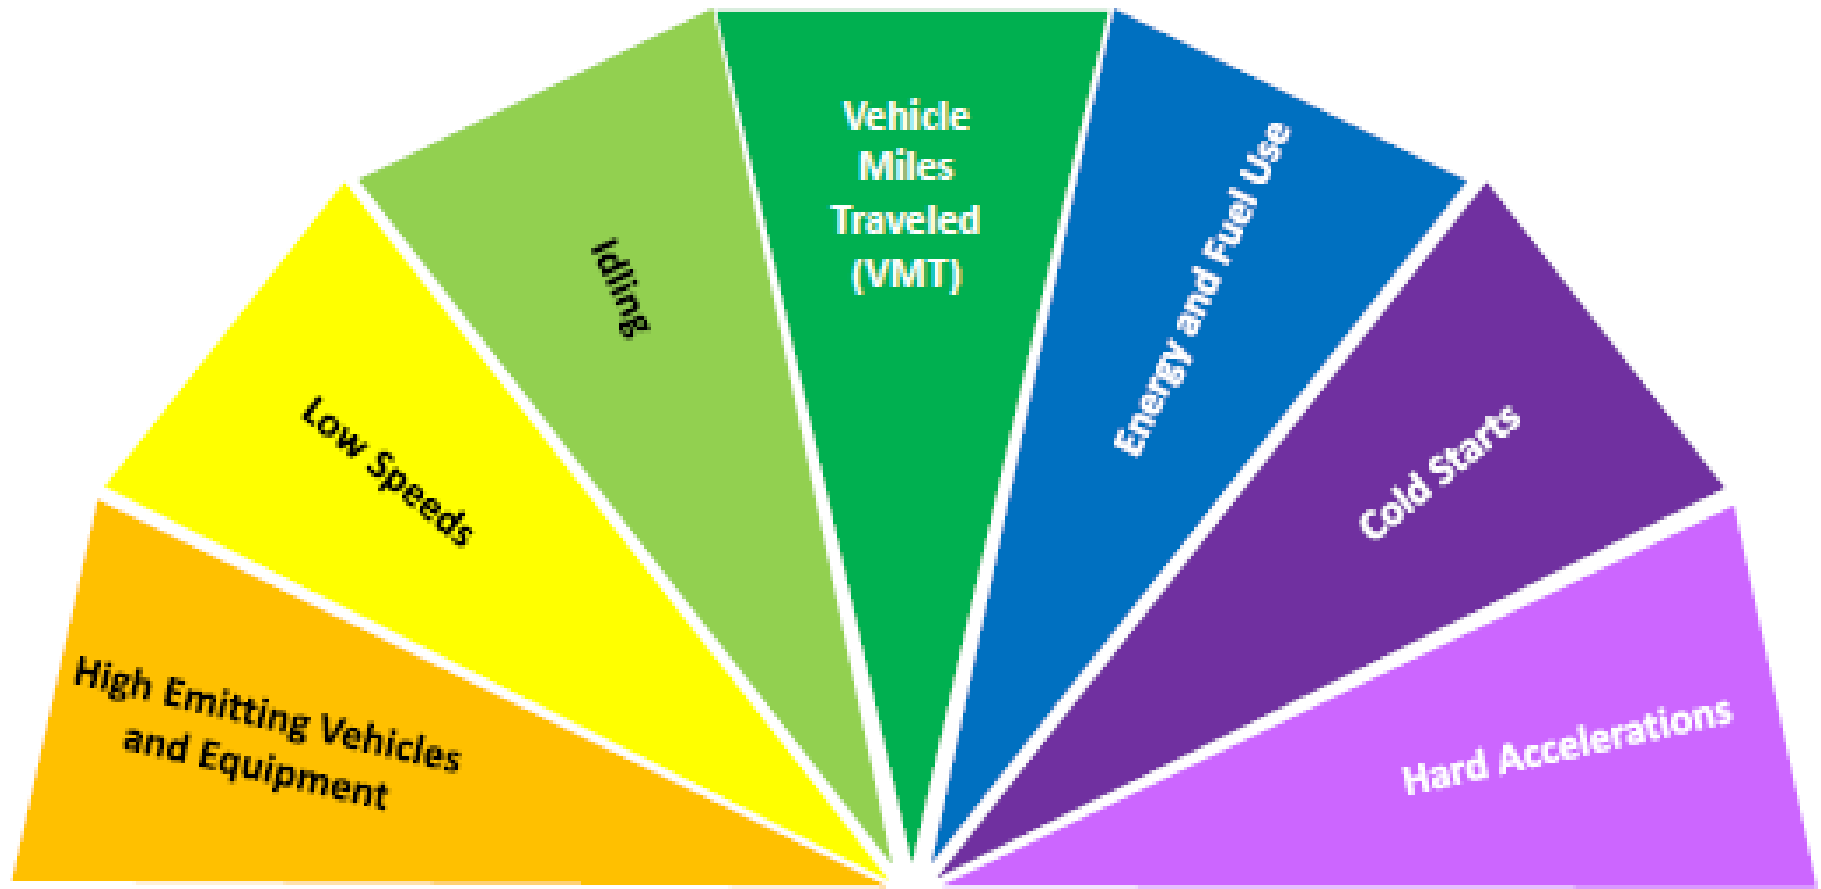 High Emitting Vehicles
and Equipment
Low Speeds
Idling
Vehicle
Miles
Traveled
(VMT)
Energy and Fuel Use
Cold Starts
Hard Accelerations